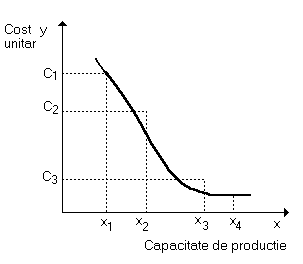 Cost y
unitar
C1
C2
C3
x1 x2 x3 x4 x
Capacitate de productie